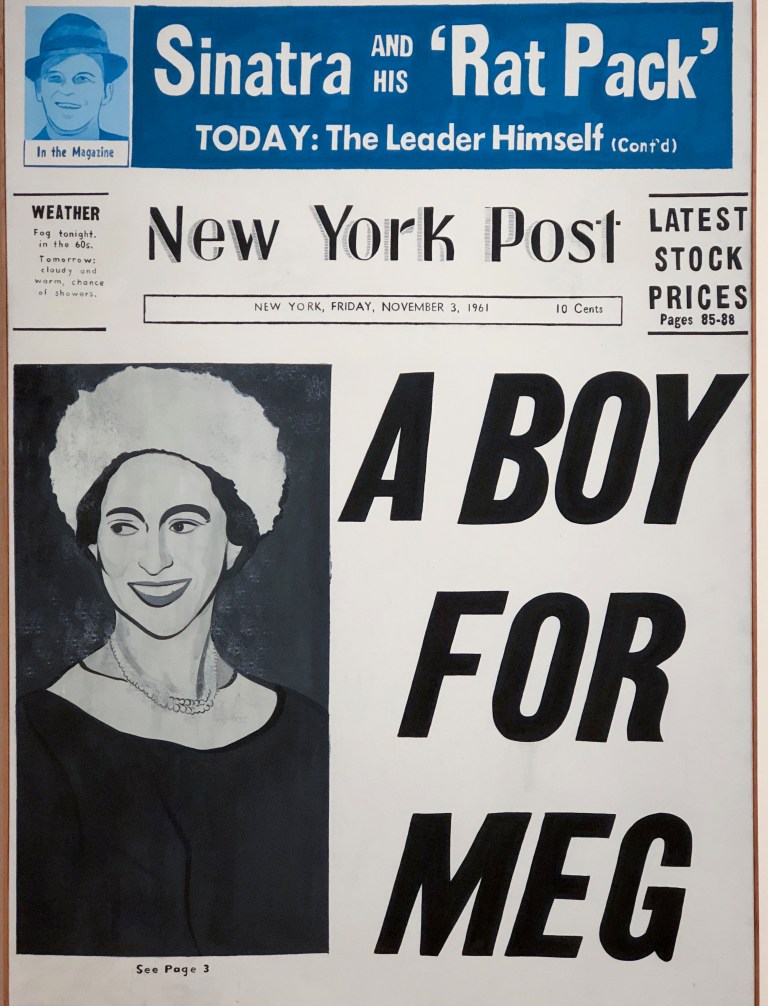 Sinatra AND HIS 'Rat Pack'
TODAY: The Leader Himself (Cont'd)
In the Magazine
WEATHER
Fog tonight.
in the 60s.
Tomorrow:
cloudy and
warm, chance
of showers.
New York Post
NEW YORK, FRIDAY, NOVEMBER 3, 1961 10 Cents
LATEST
STOCK
PRICES
Pages 85-88
A BOY
FOR
MEG
See Page 3